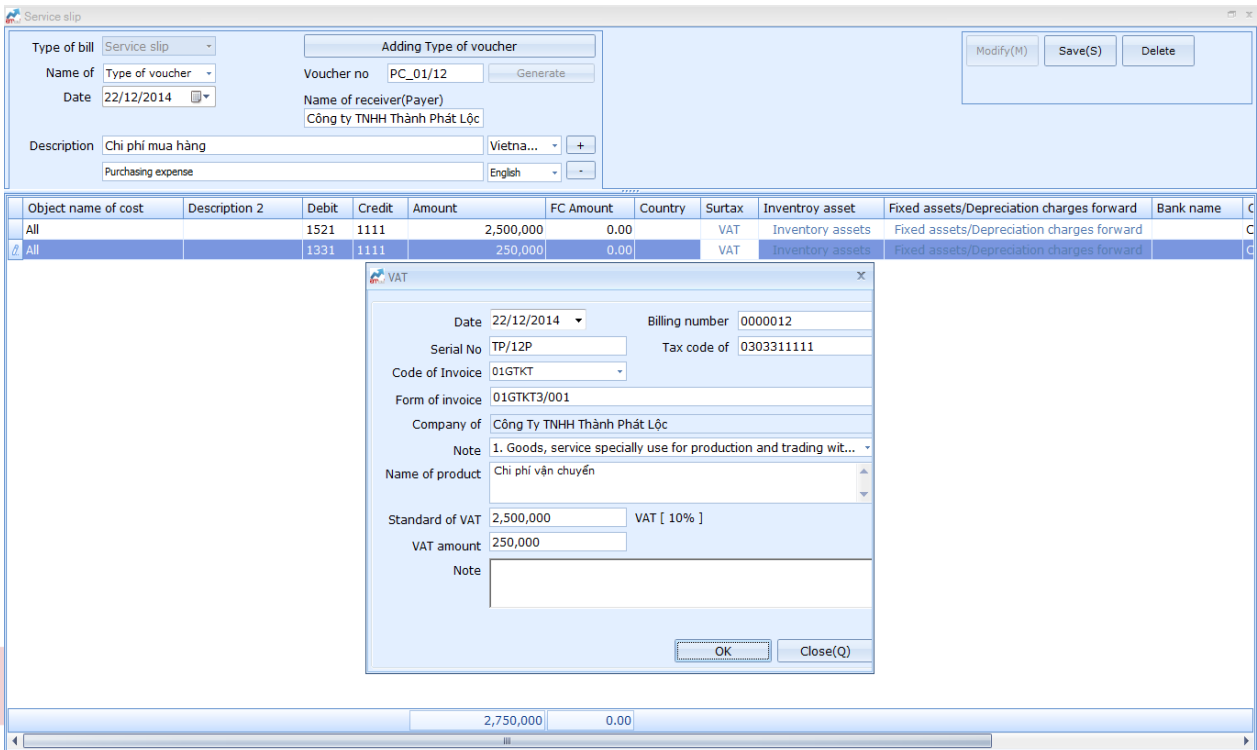 Service slip
Type of bill Service slip Adding Type of voucher Modify(M) Save(S) Delete
Name of Type of voucher Voucher no PC_01/12 Generate
Date 22/12/2014 Name of receiver(Payer)
Công ty TNHH Thành Phát Lộc
Description Chi phí mua hàng Vietna... +
Purchasing expense English -
Object name of cost Description 2 Debit Credit Amount FC Amount Country Surtax Inventroy asset Fixed assets/Depreciation charges forward Bank name
All 1521 1111 2,500,000 0.00 VAT Inventory assets Fixed assets/Depreciation charges forward
All 1331 1111 250,000 0.00 VAT Inventory assets Fixed assets/Depreciation charges forward
VAT
Date 22/12/2014 Billing number 0000012
Serial No TP/12P Tax code of 0303311111
Code of Invoice 01GTKT
Form of invoice 01GTKT3/001
Company of Công Ty TNHH Thành Phát Lộc
Note 1. Goods, service specially use for production and trading wit...
Name of product Chi phí vận chuyển
Standard of VAT 2,500,000 VAT [ 10% ]
VAT amount 250,000
Note
OK Close(Q)
2,750,000 0.00